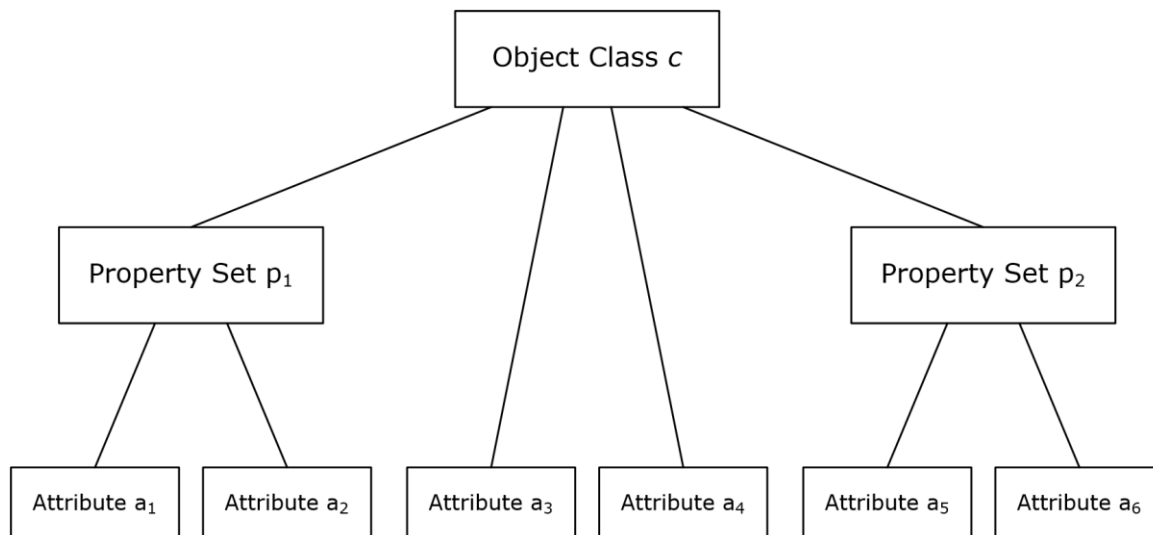 Object Class c
Property Set p₁
Property Set p₂
Attribute a₁
Attribute a₂
Attribute a₃
Attribute a₄
Attribute a₅
Attribute a₆